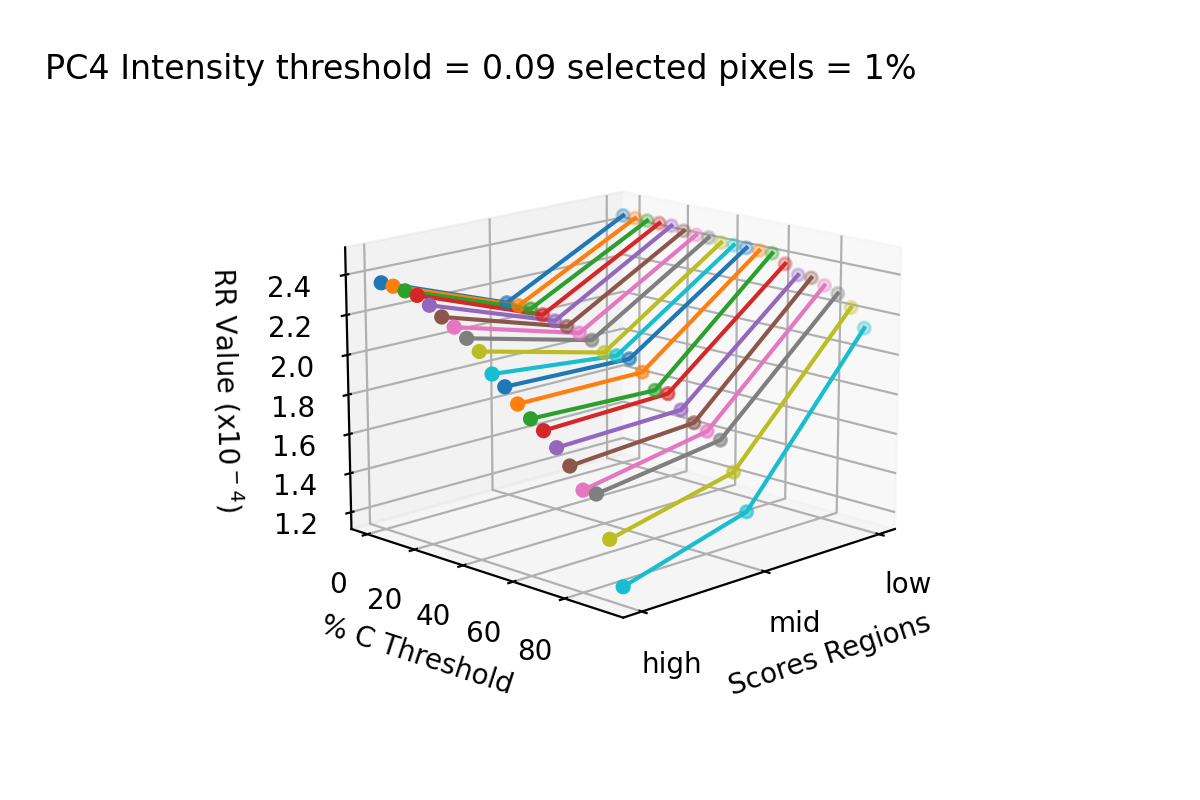 PC4 Intensity threshold = 0.09 selected pixels = 1%
RR Value (x10⁻⁴)
2.4
2.2
2.0
1.8
1.6
1.4
1.2
0
20
40
60
80
% C Threshold
high
mid
low
Scores Regions